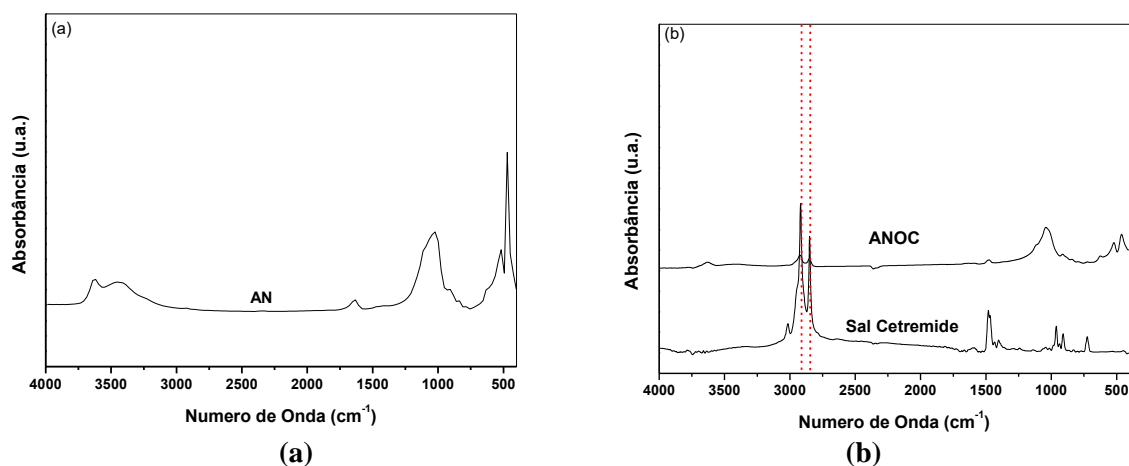 (a)
Absorbância (u.a.)
AN
4000 3500 3000 2500 2000 1500 1000 500
Numero de Onda (cm⁻¹)
(a)
(b)
Absorbância (u.a.)
ANOC
Sal Cetremide
4000 3500 3000 2500 2000 1500 1000 500
Numero de Onda (cm⁻¹)
(b)